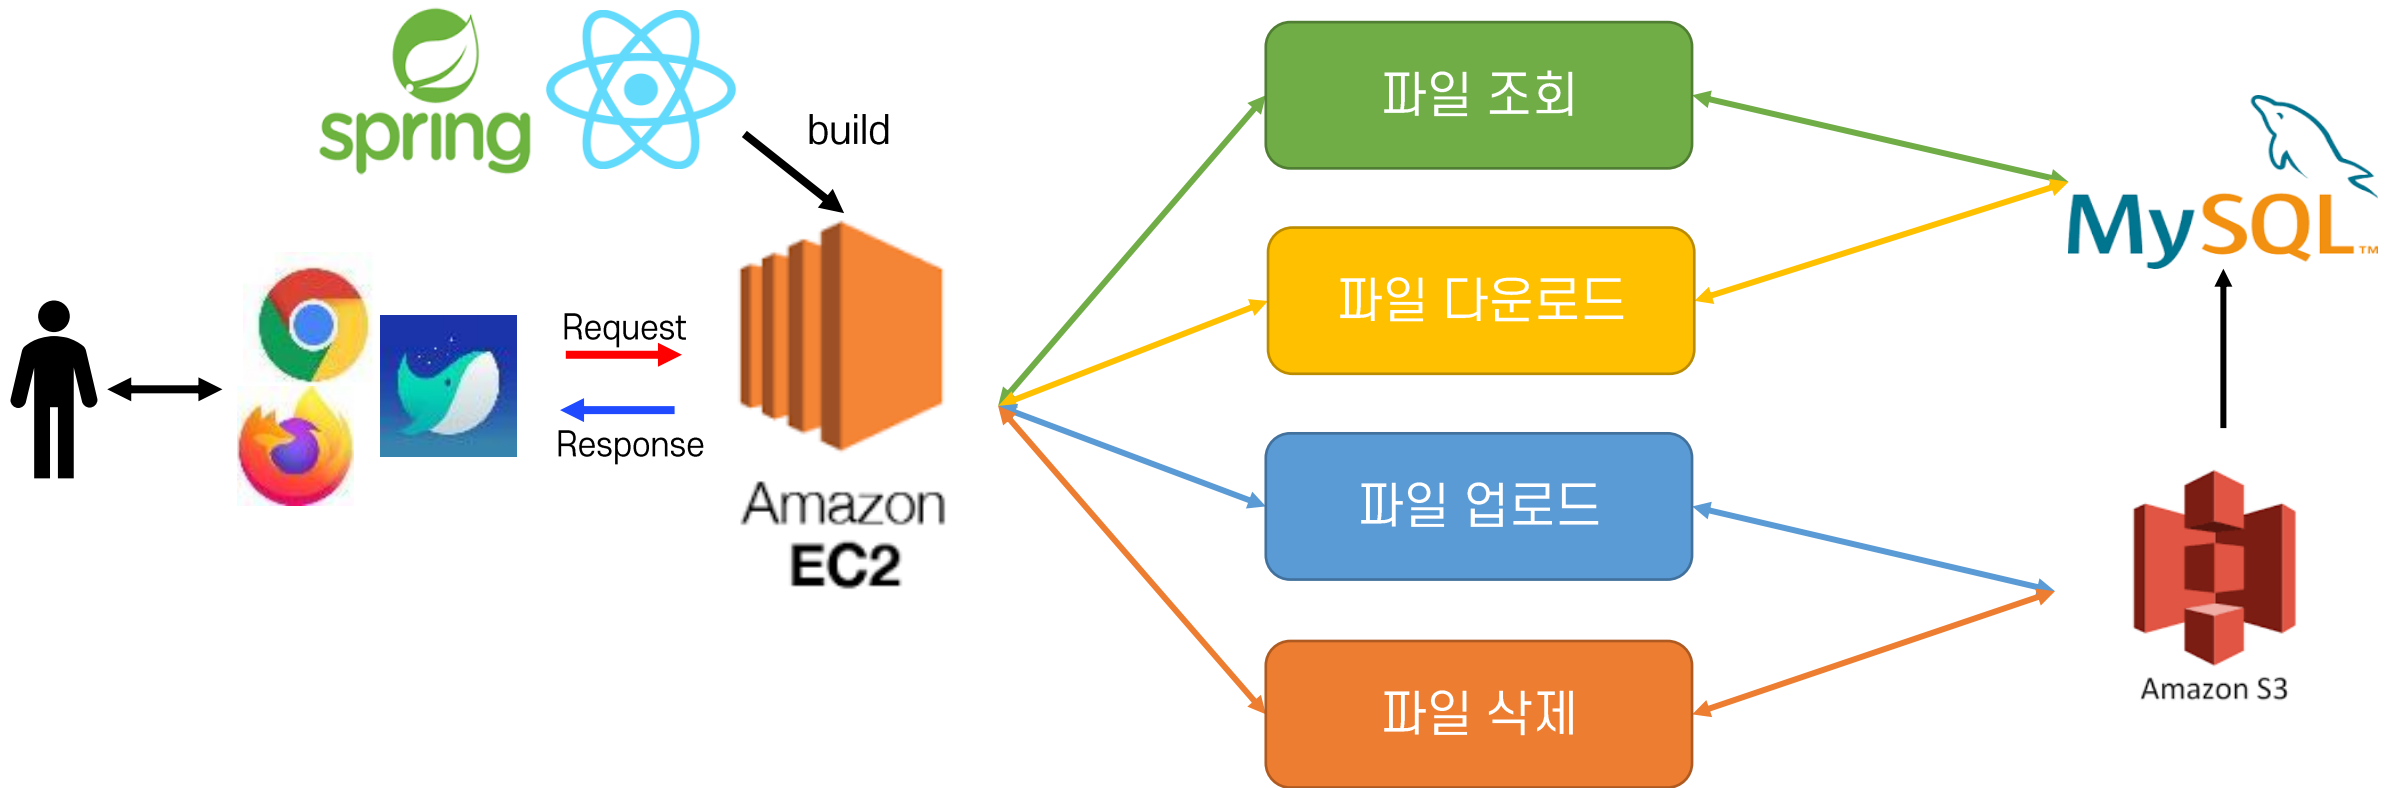 spring
build
Request
Response
Amazon
EC2
파일 조회
파일 다운로드
파일 업로드
파일 삭제
MySQL™
Amazon S3